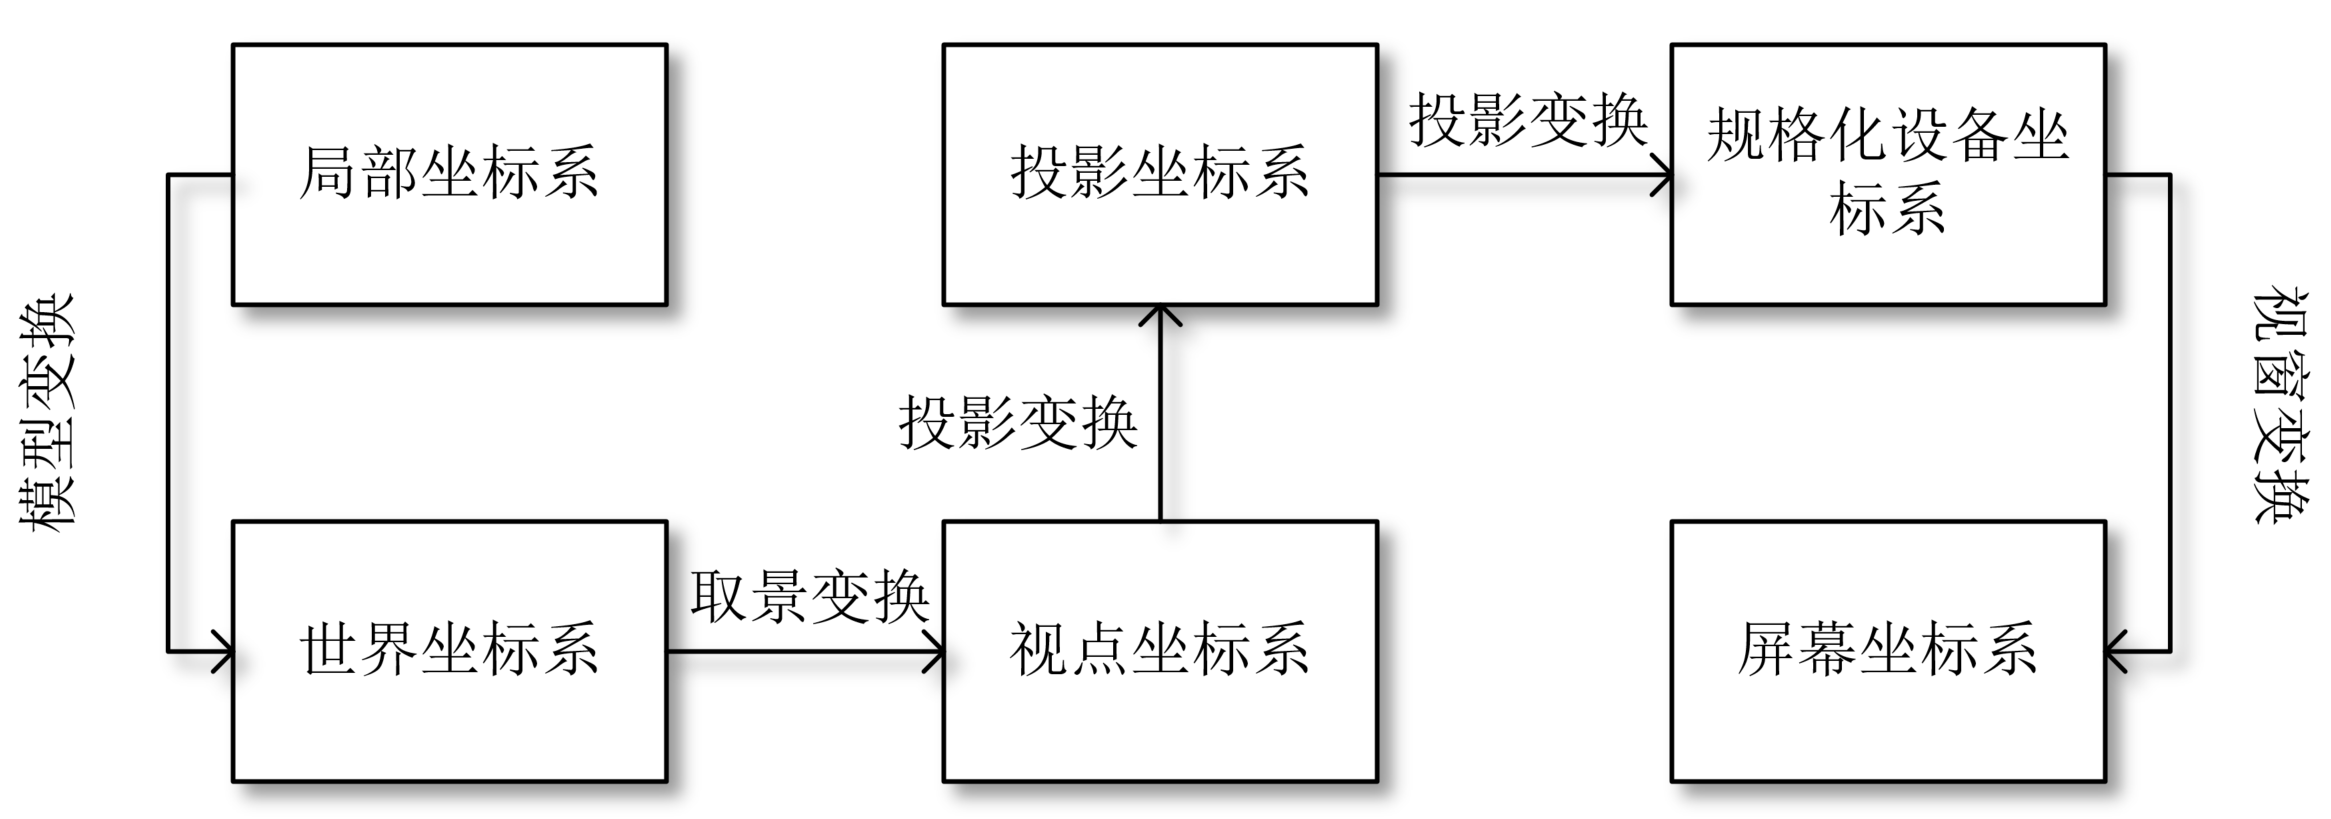 局部坐标系
模型变换
世界坐标系
取景变换
视点坐标系
投影变换
投影坐标系
投影变换
规格化设备坐
标系
视窗变换
屏幕坐标系